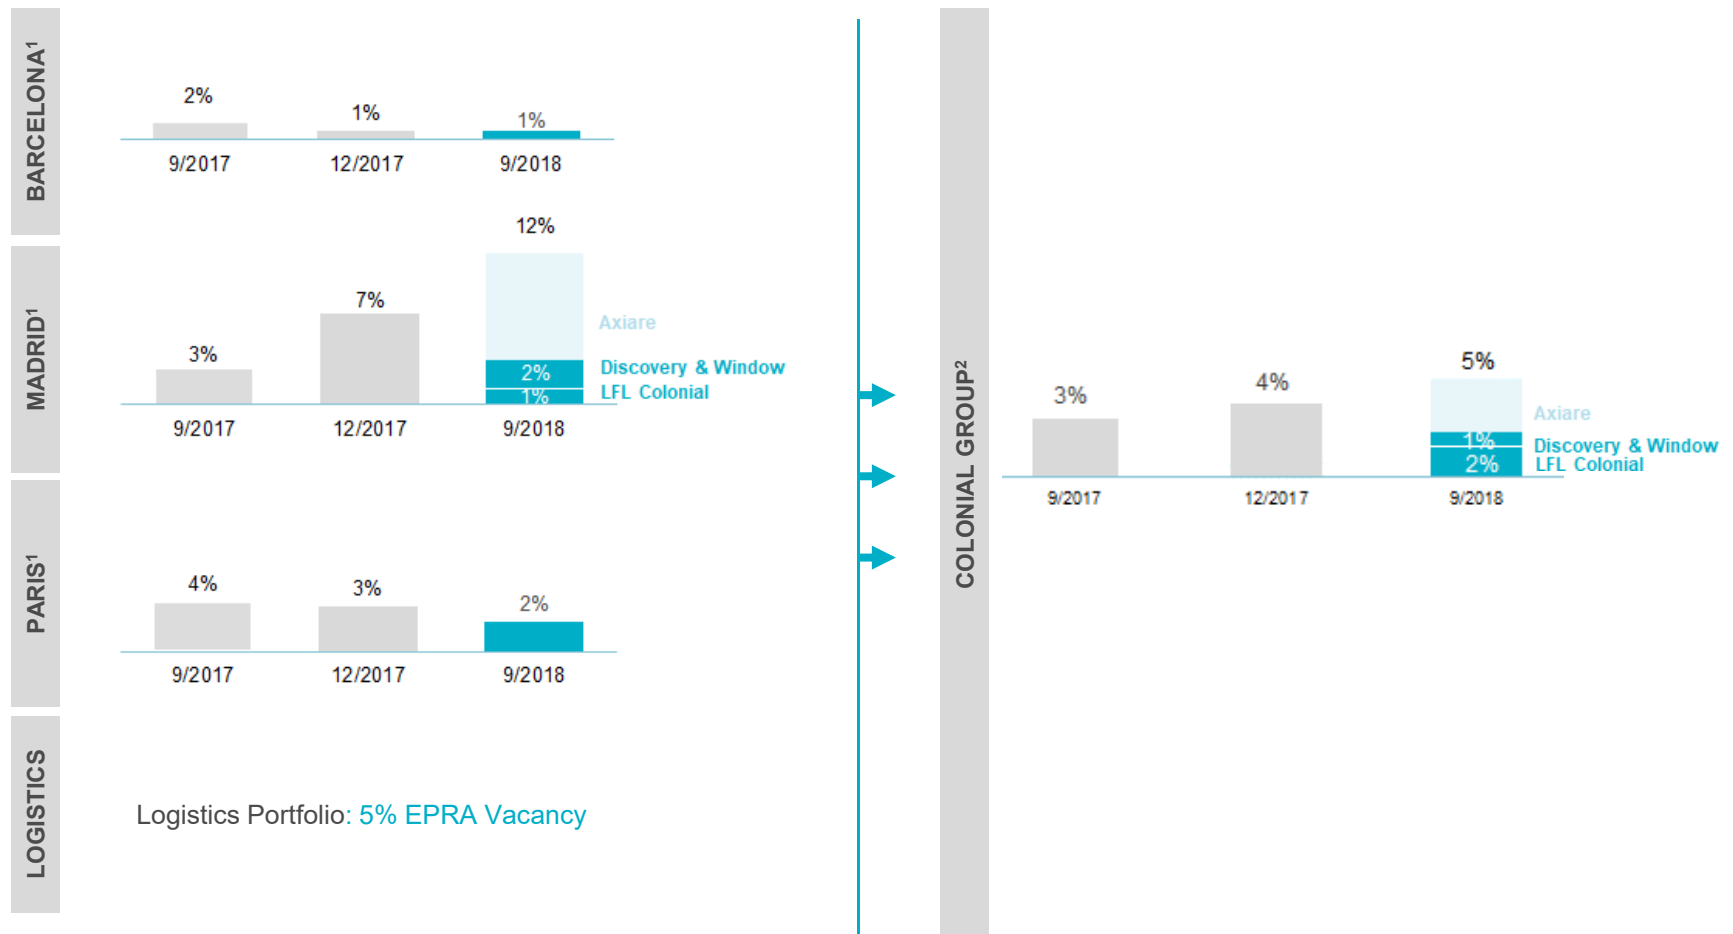 BARCELONA¹
2%
1%
1%
9/2017
12/2017
9/2018
MADRID¹
12%
7%
3%
Axiare
Discovery & Window
2%
LFL Colonial
1%
9/2017
12/2017
9/2018
PARIS¹
4%
3%
2%
9/2017
12/2017
9/2018
LOGISTICS
Logistics Portfolio: 5% EPRA Vacancy
COLONIAL GROUP²
5%
4%
3%
Axiare
1%
Discovery & Window
2%
LFL Colonial
9/2017
12/2017
9/2018